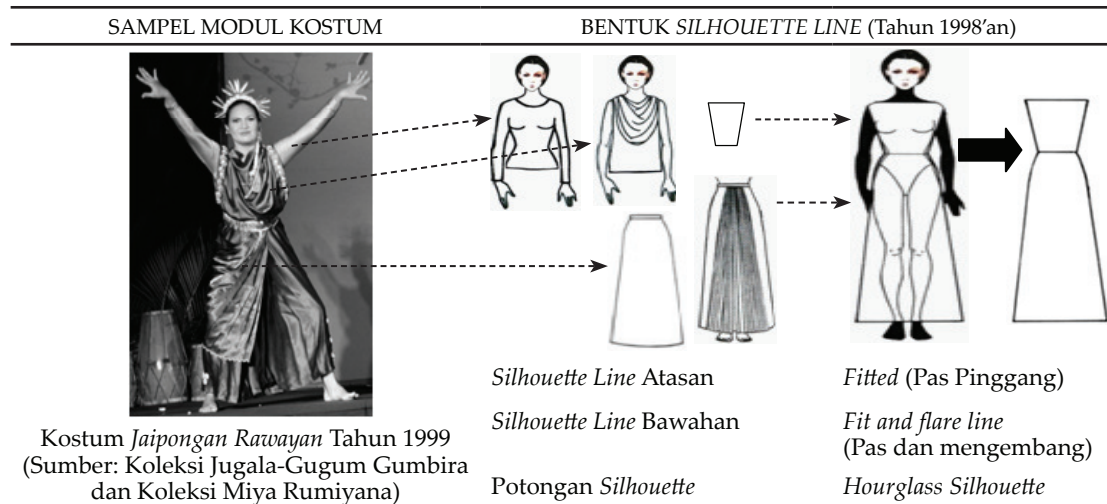 SAMPEL MODUL KOSTUM
BENTUK SILHOUETTE LINE (Tahun 1998’an)
Kostum Jaipongan Rawayan Tahun 1999
(Sumber: Koleksi Jugala-Gugum Gumbira
dan Koleksi Miya Rumiyana)
Silhouette Line Atasan
Fitted (Pas Pinggang)
Silhouette Line Bawahan
Fit and flare line
(Pas dan mengembang)
Potongan Silhouette
Hourglass Silhouette